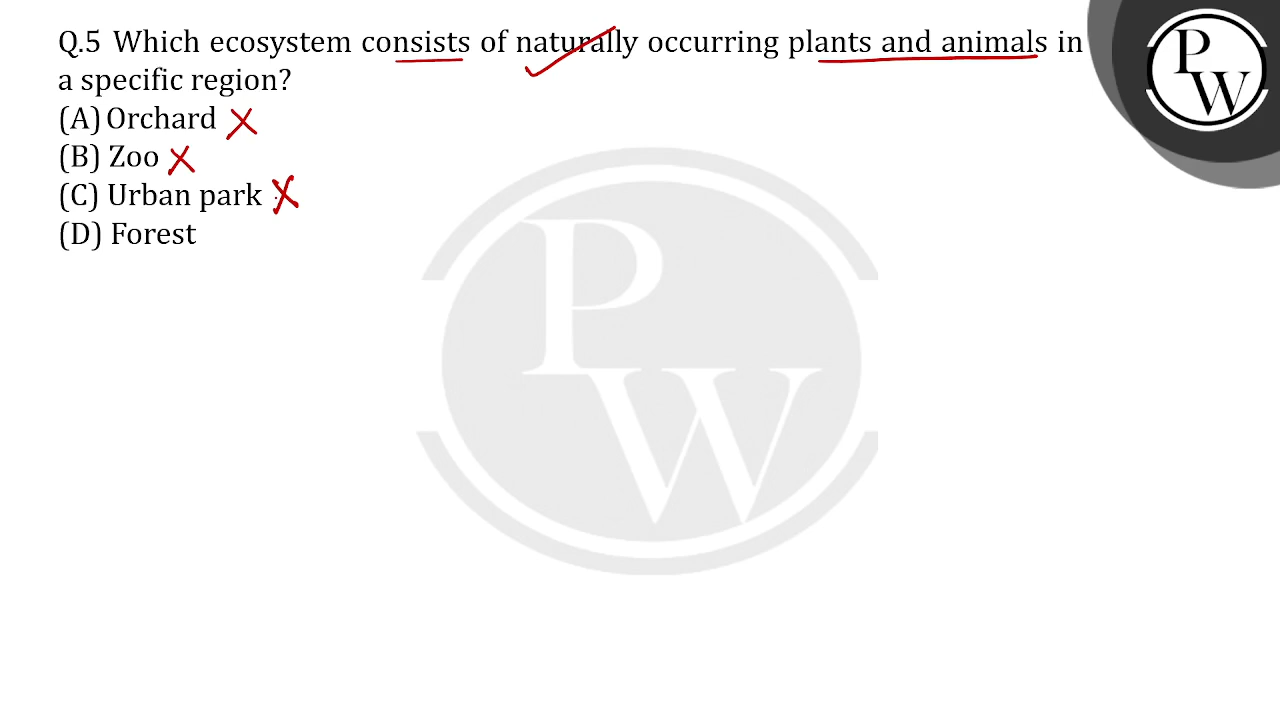 Q.5 Which ecosystem consists of naturally occurring plants and animals in
a specific region?
(A) Orchard
(B) Zoo
(C) Urban park
(D) Forest
P
W
P
W